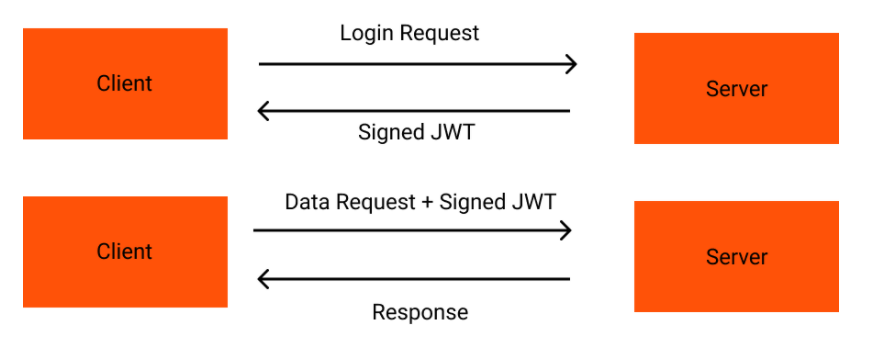 Login Request
Client
Server
Signed JWT
Data Request + Signed JWT
Client
Server
Response